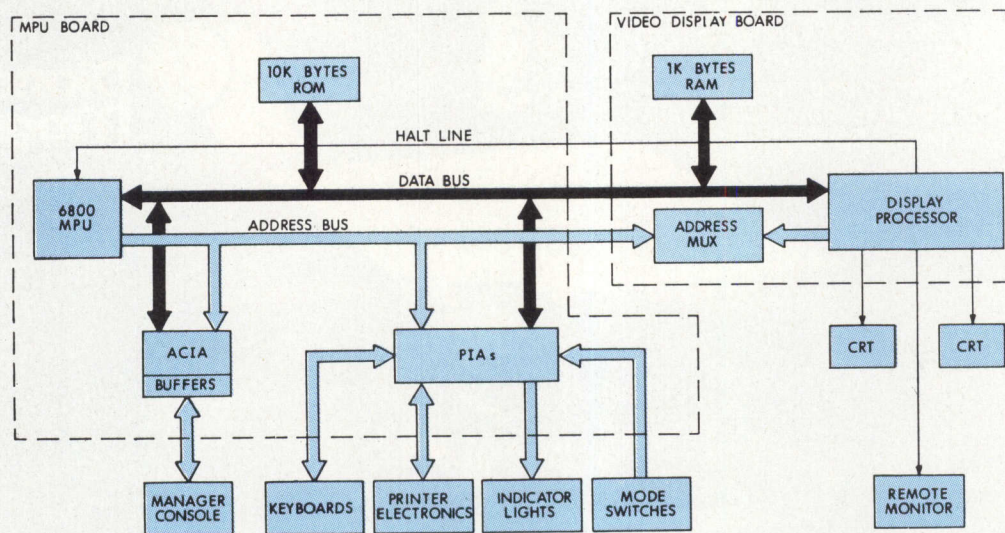 MPU BOARD
VIDEO DISPLAY BOARD
10K BYTES
ROM
1K BYTES
RAM
HALT LINE
DATA BUS
6800
MPU
ADDRESS BUS
ADDRESS
MUX
DISPLAY
PROCESSOR
ACIA
BUFFERS
PIAs
CRT
CRT
MANAGER
CONSOLE
KEYBOARDS
PRINTER
ELECTRONICS
INDICATOR
LIGHTS
MODE
SWITCHES
REMOTE
MONITOR